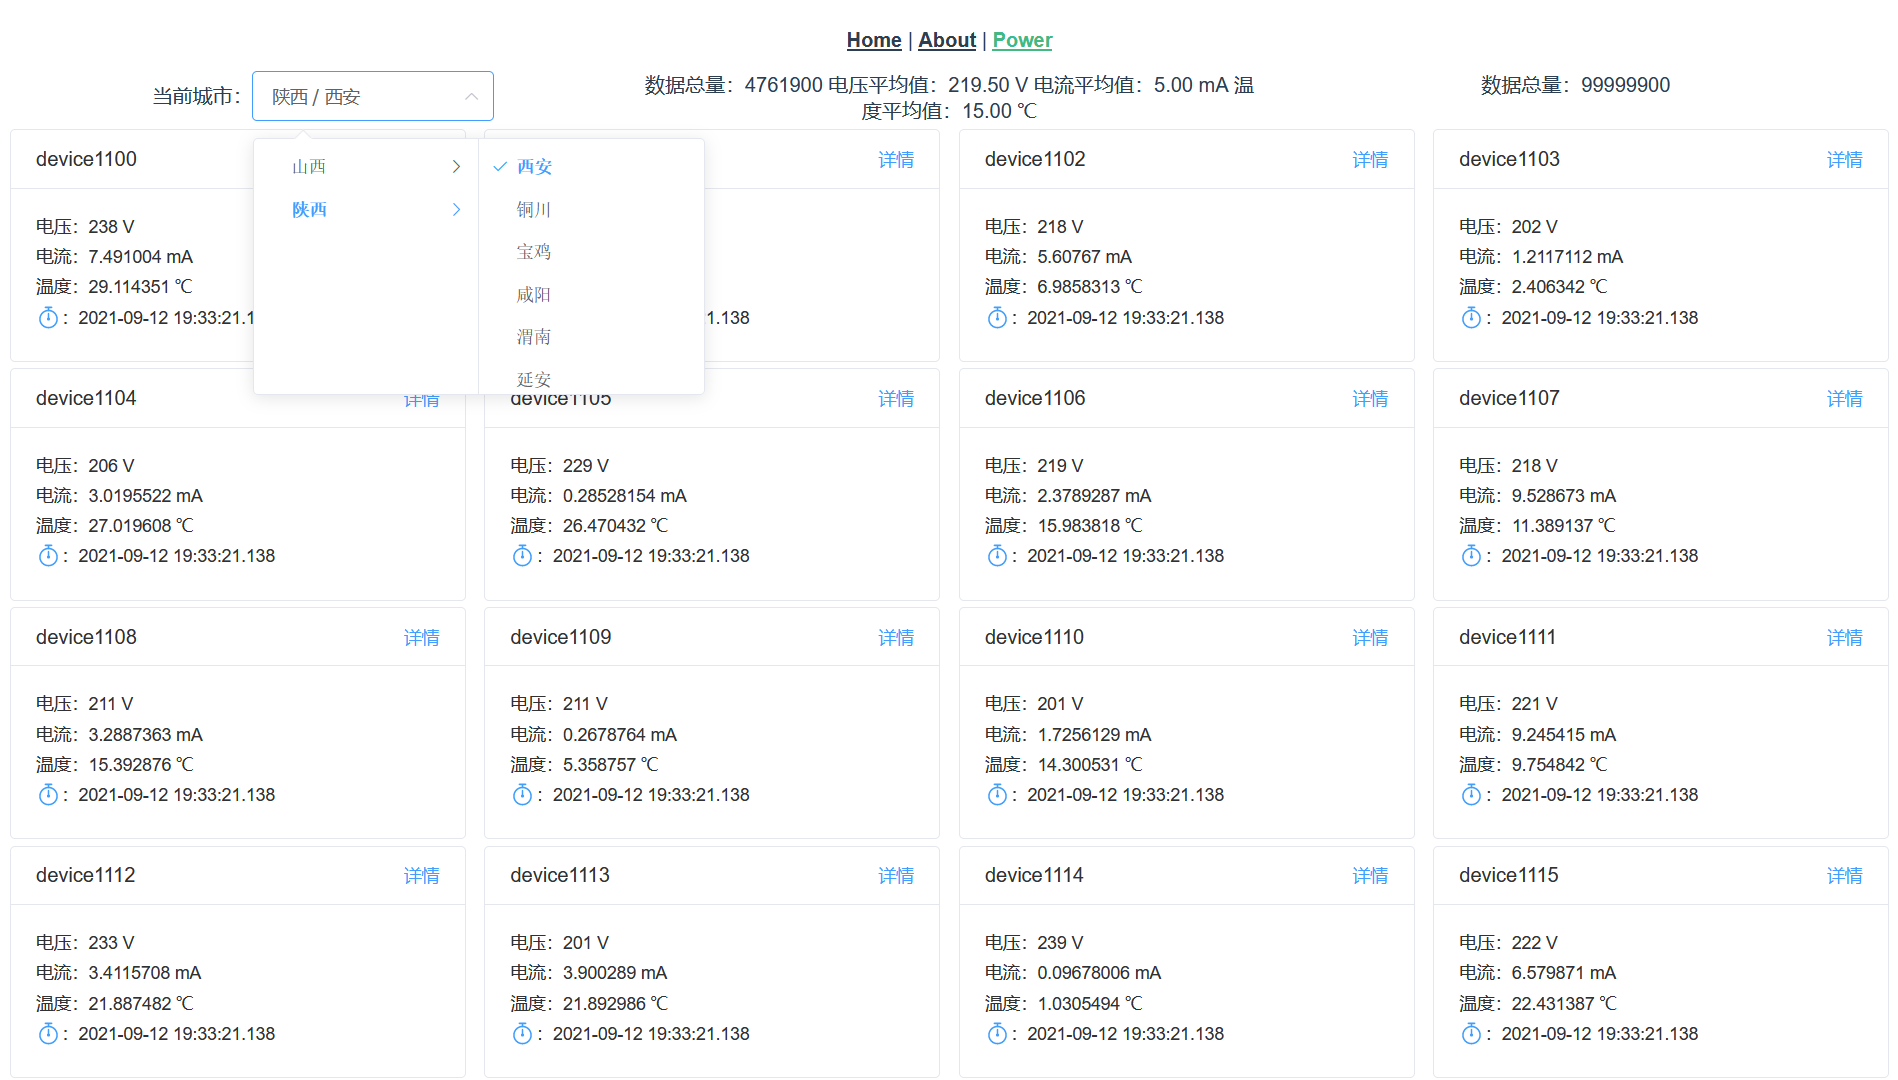 Home | About | Power
当前城市：
陕西 / 西安
数据总量：4761900 电压平均值：219.50 V 电流平均值：5.00 mA 温
度平均值：15.00 ℃
数据总量：99999900
山西
陕西
西安
铜川
宝鸡
咸阳
渭南
延安
device1100
电压：238 V
电流：7.491004 mA
温度：29.114351 ℃
：2021-09-12 19:33:21.1
详情
1.138
device1102 详情
电压：218 V
电流：5.60767 mA
温度：6.9858313 ℃
：2021-09-12 19:33:21.138
device1103 详情
电压：202 V
电流：1.2117112 mA
温度：2.406342 ℃
：2021-09-12 19:33:21.138
device1104 详情
电压：206 V
电流：3.0195522 mA
温度：27.019608 ℃
：2021-09-12 19:33:21.138
device1105 详情
电压：229 V
电流：0.28528154 mA
温度：26.470432 ℃
：2021-09-12 19:33:21.138
device1106 详情
电压：219 V
电流：2.3789287 mA
温度：15.983818 ℃
：2021-09-12 19:33:21.138
device1107 详情
电压：218 V
电流：9.528673 mA
温度：11.389137 ℃
：2021-09-12 19:33:21.138
device1108 详情
电压：211 V
电流：3.2887363 mA
温度：15.392876 ℃
：2021-09-12 19:33:21.138
device1109 详情
电压：211 V
电流：0.2678764 mA
温度：5.358757 ℃
：2021-09-12 19:33:21.138
device1110 详情
电压：201 V
电流：1.7256129 mA
温度：14.300531 ℃
：2021-09-12 19:33:21.138
device1111 详情
电压：221 V
电流：9.245415 mA
温度：9.754842 ℃
：2021-09-12 19:33:21.138
device1112 详情
电压：233 V
电流：3.4115708 mA
温度：21.887482 ℃
：2021-09-12 19:33:21.138
device1113 详情
电压：201 V
电流：3.900289 mA
温度：21.892986 ℃
：2021-09-12 19:33:21.138
device1114 详情
电压：239 V
电流：0.09678006 mA
温度：1.0305494 ℃
：2021-09-12 19:33:21.138
device1115 详情
电压：222 V
电流：6.579871 mA
温度：22.431387 ℃
：2021-09-12 19:33:21.138